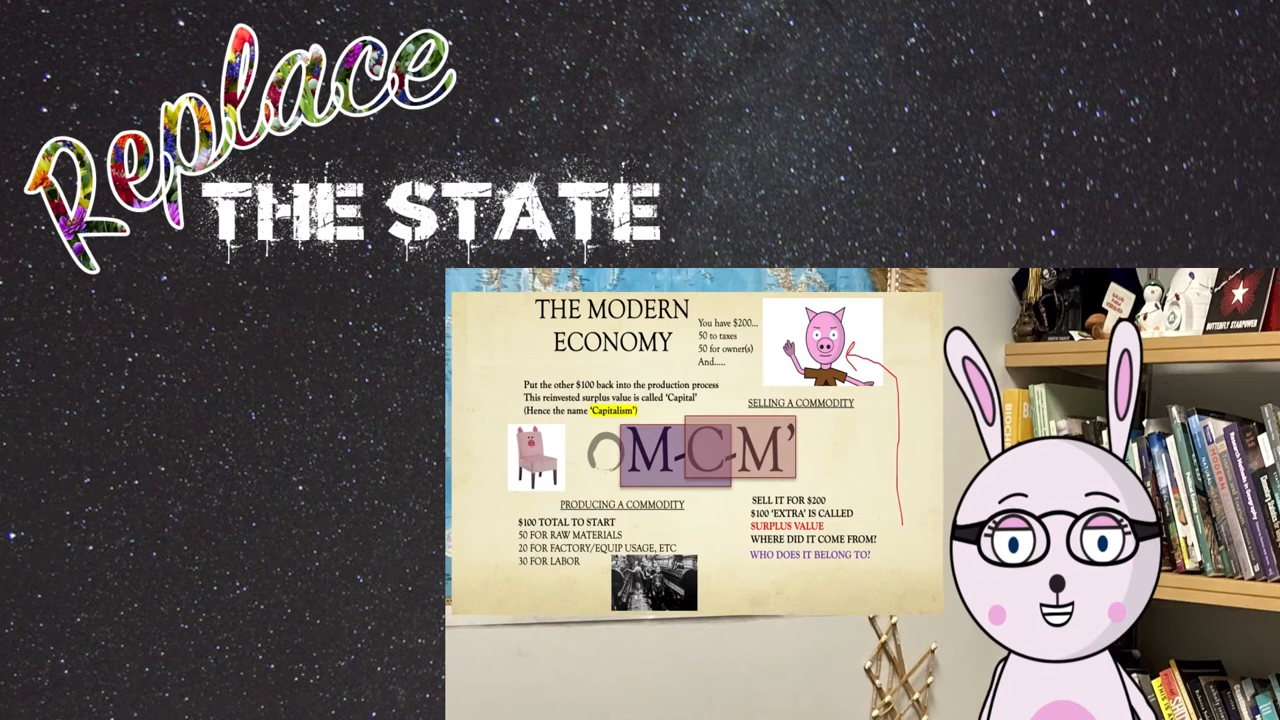 Replace
THE STATE
THE MODERN
ECONOMY
You have $200...
50 to taxes
50 for owner(s)
And.....
Put the other $100 back into the production process
This reinvested surplus value is called 'Capital'
(Hence the name 'Capitalism')
SELLING A COMMODITY
M-C-M'
PRODUCING A COMMODITY
$100 TOTAL TO START
50 FOR RAW MATERIALS
20 FOR FACTORY/EQUIP USAGE, ETC
30 FOR LABOR
SELL IT FOR $200
$100 'EXTRA' IS CALLED
SURPLUS VALUE
WHERE DID IT COME FROM?
WHO DOES IT BELONG TO?
BUTTERFLY STARPOWER